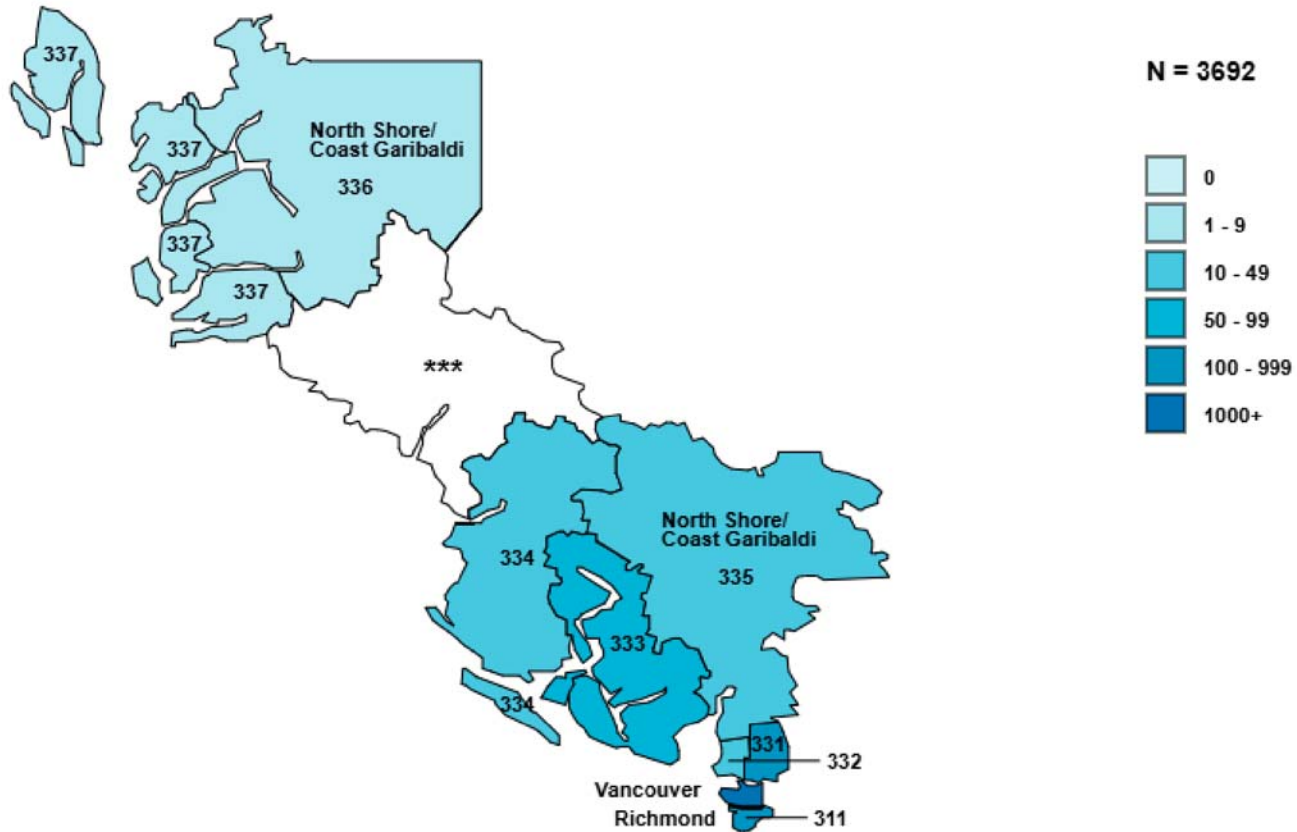 337
N = 3692
337
North Shore/
Coast Garibaldi
336
0
1 - 9
337
337
10 - 49
50 - 99
***
100 - 999
1000+
North Shore/
Coast Garibaldi
334
335
333
334
331
332
Vancouver
Richmond
311